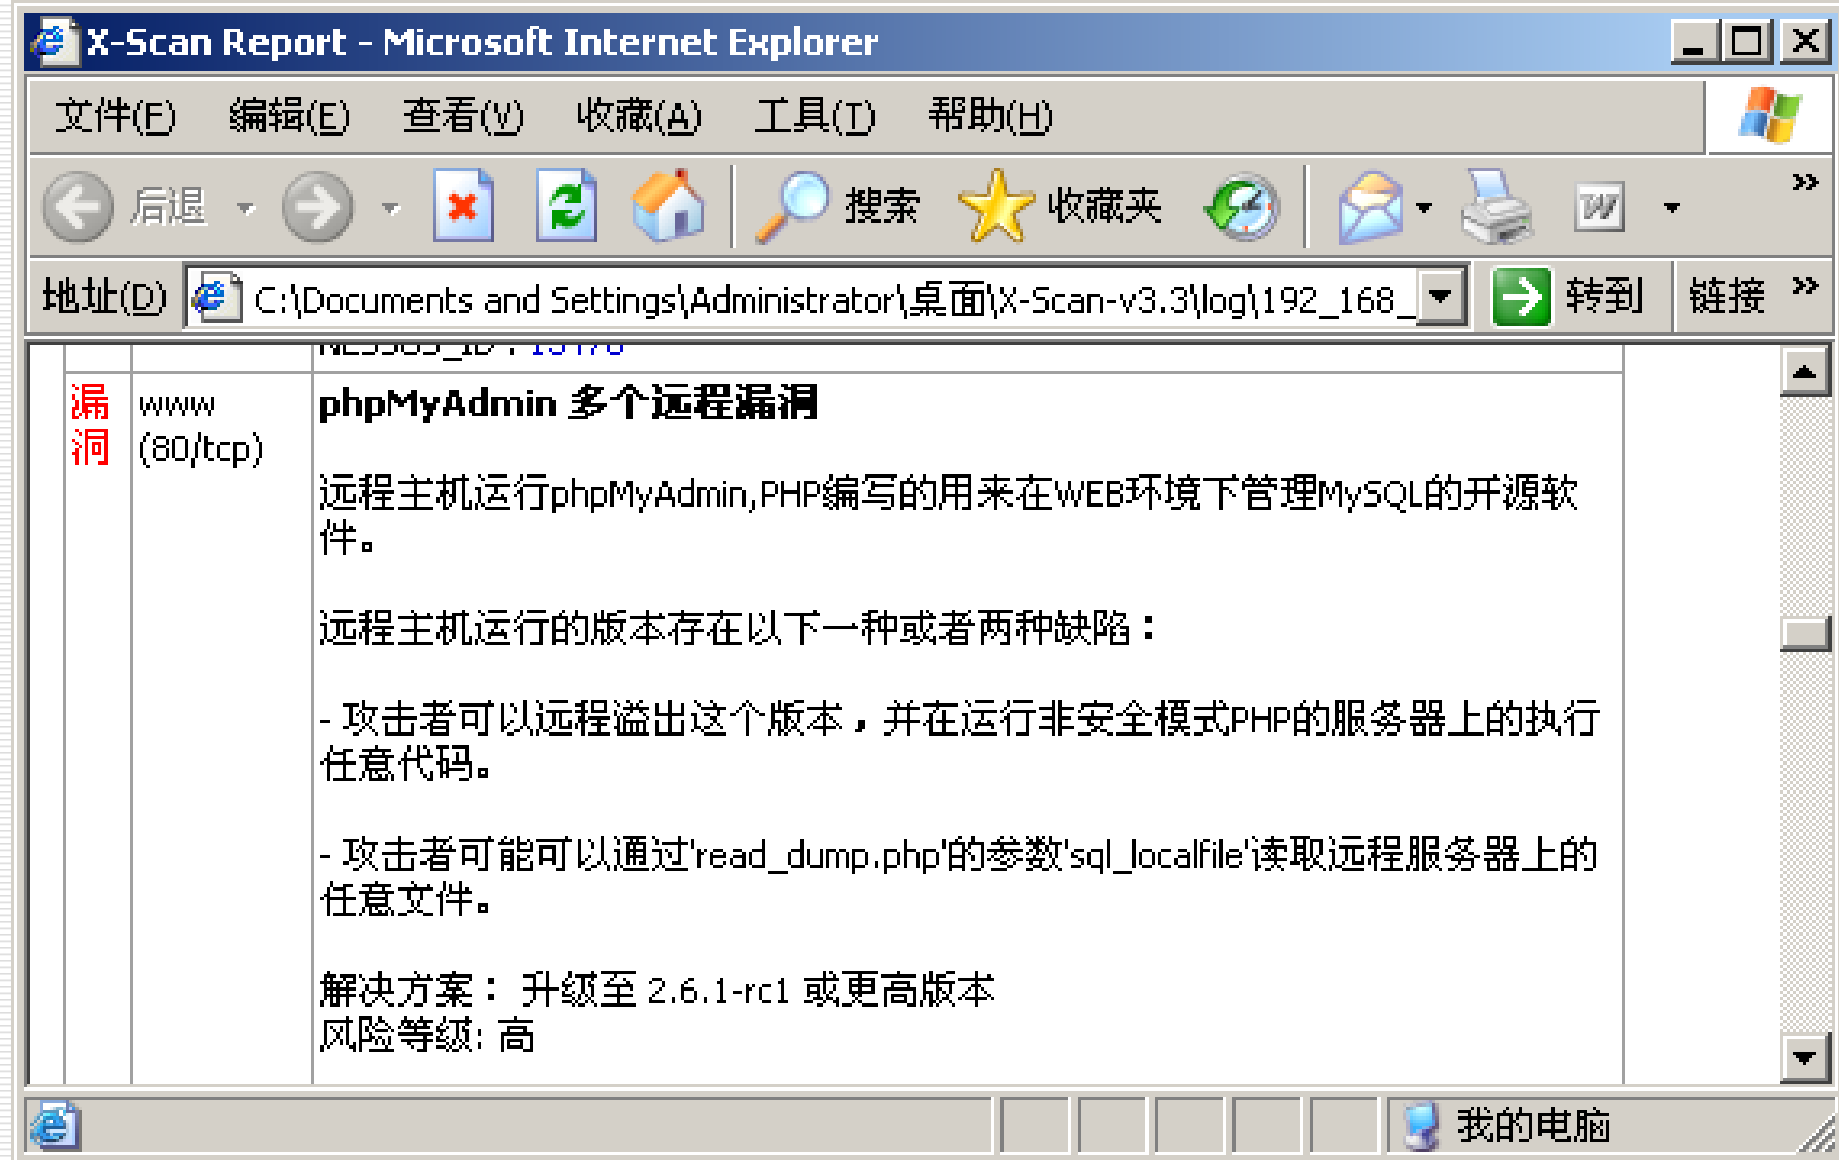 X-Scan Report - Microsoft Internet Explorer
文件(F) 编辑(E) 查看(V) 收藏(A) 工具(T) 帮助(H)
后退 搜索 收藏夹 »
地址(D) C:\Documents and Settings\Administrator\桌面\X-Scan-v3.3\log\192_168_ 转到 链接 »
漏洞 www (80/tcp)
phpMyAdmin 多个远程漏洞
远程主机运行phpMyAdmin,PHP编写的用来在WEB环境下管理MySQL的开源软
件。
远程主机运行的版本存在以下一种或者两种缺陷：
- 攻击者可以远程溢出这个版本，并在运行非安全模式PHP的服务器上的执行
任意代码。
- 攻击者可能可以通过'read_dump.php'的参数'sql_localfile'读取远程服务器上的
任意文件。
解决方案： 升级至 2.6.1-rc1 或更高版本
风险等级: 高
我的电脑